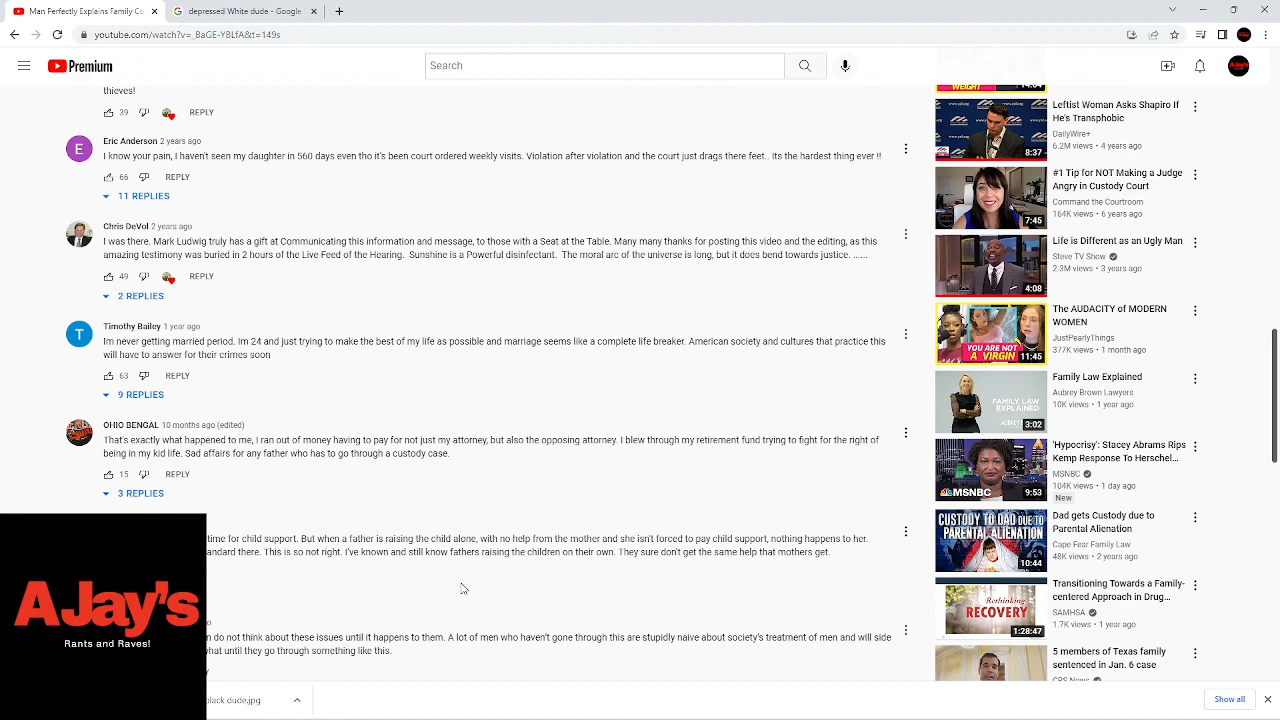 Man Perfectly Explains Family Co
depressed White dude - Google
youtube.com/watch?v=_BaGE-YBLfA&t=149s
Premium
Search
AJay's
thieves!
39
REPLY
Eric Anderson 2 years ago
I know your pain, I haven't seen my daughter in 560 days. Even tho it's been court ordered weekly visits. Violation after violation and the court just drags there feet. It the hardest thing ever !!
66
REPLY
11 REPLIES
Chris DeVol 2 years ago
I was there. Mark Ludwig truly had a gift of Composure to present this information and message to those with a Seat at the Table. Many many thanks for posting this video and the editing, as this
amazing testimony was buried in 2 hours of the Live Feed of the Hearing. Sunshine is a Powerful disinfectant. The moral arc of the universe is long, but it does bend towards justice. ......
49
REPLY
2 REPLIES
Timothy Bailey 1 year ago
Im never getting married period. Im 24 and just trying to make the most out of my life as possible and marriage seems like a complete life breaker. American society and cultures that practice this
will have to answer for their crimes soon
63
REPLY
9 REPLIES
OHIO BENGAL 10 months ago (edited)
That's exactly what happened to me, I ran out of money having to pay for not just my attorney, but also the opposing attorney. I blew through my retirement fund trying to fight for the right of
being in my kid life. Sad affairs for any father who has to go through a custody case.
15
REPLY
3 REPLIES
time for child support. But when a father is raising the child alone, with no help from the mother and she isn't forced to pay child support, nothing happens to her.
andard there. This is so not fair. I've known and still know fathers raising the children on their own. They sure don't get the same help that mothers get.
o
n do not think about these issues until it happens to them. A lot of men who haven't gone through this are stupidly naive about society's treatment of men and will side
what until they go through something like this.
AJay's
Rants and Raves!
black dude.jpg
Show all
WEIGHT
14:04
Leftist Woman Asks Shapiro If
He's Transphobic
DailyWire+
6.2M views • 4 years ago
8:37
#1 Tip for NOT Making a Judge
Angry in Custody Court
Command the Courtroom
164K views • 6 years ago
7:45
Life is Different as an Ugly Man
Steve TV Show
2.3M views • 3 years ago
4:08
The AUDACITY of MODERN
WOMEN
JustPearlyThings
377K views • 1 month ago
YOU ARE NOT
A VIRGIN
11:45
Family Law Explained
Aubrey Brown Lawyers
10K views • 1 year ago
FAMILY LAW
EXPLAINED
AUBREY
3:02
'Hypocrisy': Stacey Abrams Rips
Kemp Response To Herschel...
MSNBC
104K views • 1 day ago
New
MSNBC
9:53
Dad gets Custody due to
Parental Alienation
Cape Fear Family Law
48K views • 2 years ago
CUSTODY TO DAD DUE TO
PARENTAL ALIENATION
10:44
Transitioning Towards a Family-
centered Approach in Drug...
SAMHSA
1.7K views • 1 year ago
Rethinking
RECOVERY
1:28:47
5 members of Texas family
sentenced in Jan. 6 case
CBS News